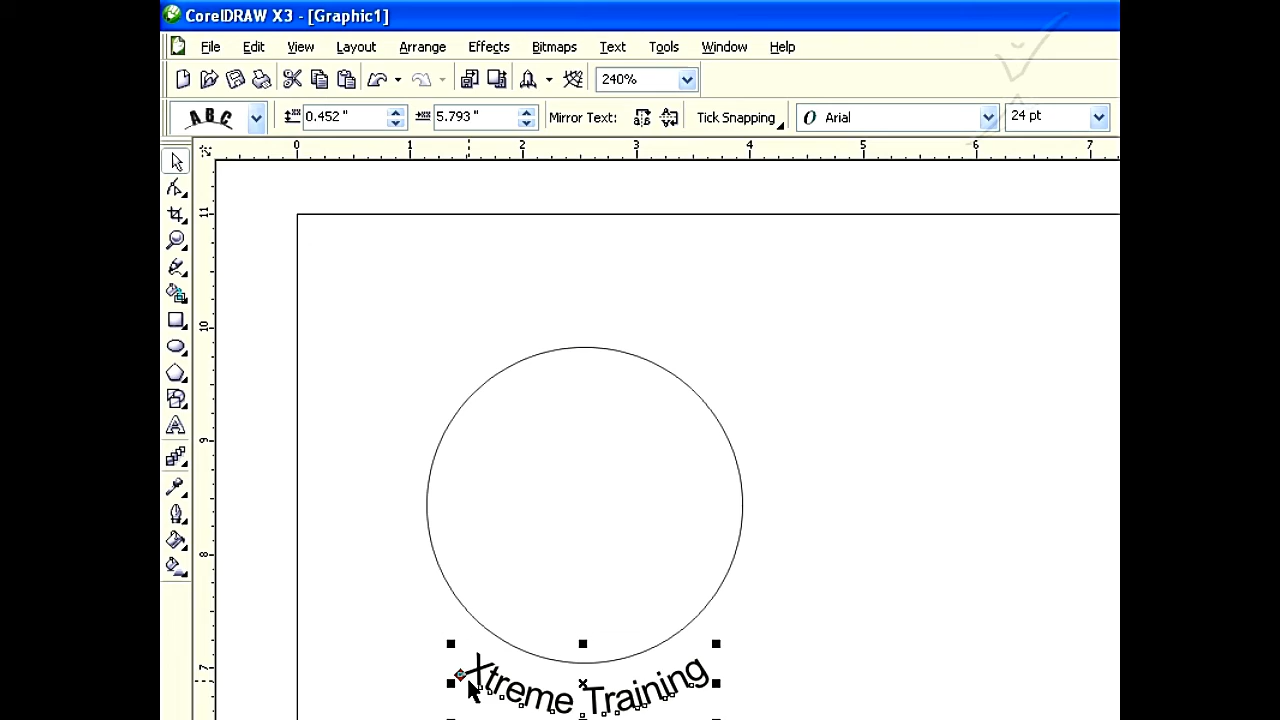 CorelDRAW X3 - [Graphic1]
File Edit View Layout Arrange Effects Bitmaps Text Tools Window Help
240%
ABC 0.452 " 5.793 " Mirror Text: Tick Snapping O Arial 24 pt
0 1 2 3 4 5 6 7
11
10
9
8
7
Xtreme Training